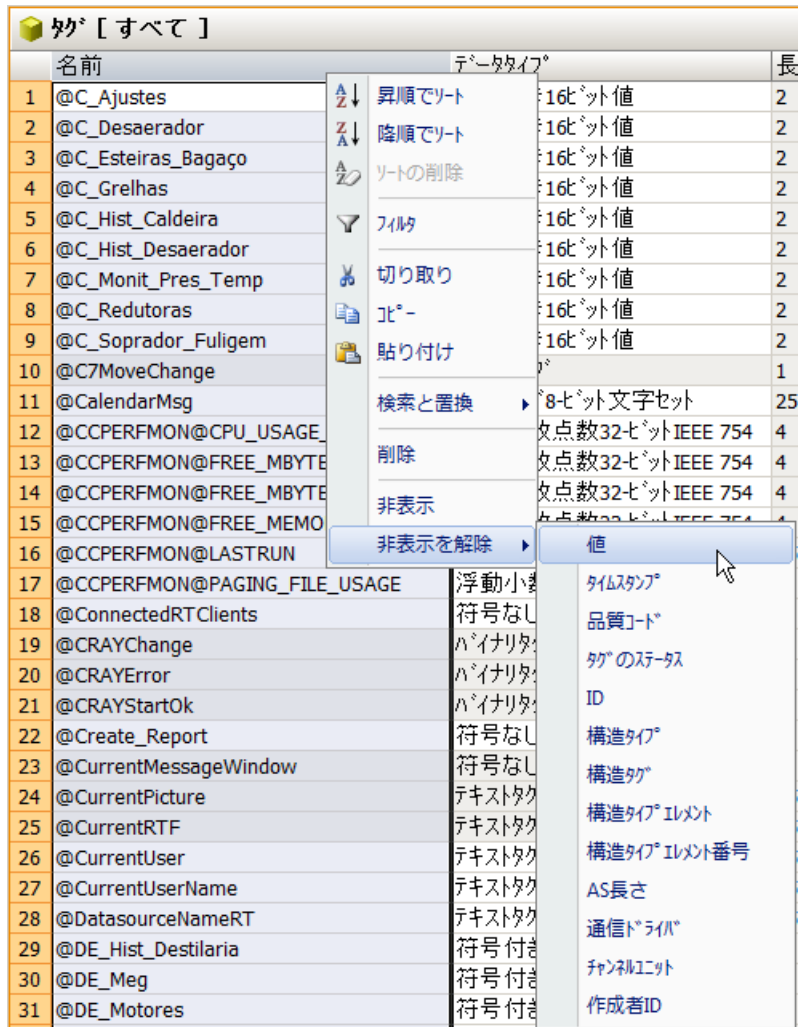 ﾀｸﾞ [ すべて ]
名前 ﾃﾞｰﾀﾀｲﾌﾟ 長
1 @C_Ajustes 16ﾋﾞｯﾄ値 2
2 @C_Desaerador 16ﾋﾞｯﾄ値 2
3 @C_Esteiras_Bagaço 16ﾋﾞｯﾄ値 2
4 @C_Grelhas 16ﾋﾞｯﾄ値 2
5 @C_Hist_Caldeira 16ﾋﾞｯﾄ値 2
6 @C_Hist_Desaerador 16ﾋﾞｯﾄ値 2
7 @C_Monit_Pres_Temp 16ﾋﾞｯﾄ値 2
8 @C_Redutoras 16ﾋﾞｯﾄ値 2
9 @C_Soprador_Fuligem 16ﾋﾞｯﾄ値 2
10 @C7MoveChange 1
11 @CalendarMsg 8-ﾋﾞｯﾄ文字ｾｯﾄ 25
12 @CCPERFMON@CPU_USAGE_ 点数32-ﾋﾞｯﾄIEEE 754 4
13 @CCPERFMON@FREE_MBYTE 点数32-ﾋﾞｯﾄIEEE 754 4
14 @CCPERFMON@FREE_MBYTE 点数32-ﾋﾞｯﾄIEEE 754 4
15 @CCPERFMON@FREE_MEMO
16 @CCPERFMON@LASTRUN
17 @CCPERFMON@PAGING_FILE_USAGE 浮動小
18 @ConnectedRTClients 符号なし
19 @CRAYChange ﾊﾞｲﾅﾘﾀ
20 @CRAYError ﾊﾞｲﾅﾘﾀ
21 @CRAYStartOk ﾊﾞｲﾅﾘﾀ
22 @Create_Report 符号なし
23 @CurrentMessageWindow 符号なし
24 @CurrentPicture ﾃｷｽﾄﾀｸ
25 @CurrentRTF ﾃｷｽﾄﾀｸ
26 @CurrentUser ﾃｷｽﾄﾀｸ
27 @CurrentUserName ﾃｷｽﾄﾀｸ
28 @DatasourceNameRT ﾃｷｽﾄﾀｸ
29 @DE_Hist_Destilaria 符号付
30 @DE_Meg 符号付
31 @DE_Motores 符号付
昇順でｿｰﾄ
降順でｿｰﾄ
ｿｰﾄの削除
ﾌｨﾙﾀ
切り取り
ｺﾋﾟｰ
貼り付け
検索と置換
削除
非表示
非表示を解除
値
ﾀｲﾑｽﾀﾝﾌﾟ
品質ｺｰﾄﾞ
ﾀｸﾞのｽﾃｰﾀｽ
ID
構造ﾀｲﾌﾟ
構造ﾀｸﾞ
構造ﾀｲﾌﾟｴﾚﾒﾝﾄ
構造ﾀｲﾌﾟｴﾚﾒﾝﾄ番号
AS長さ
通信ﾄﾞﾗｲﾊﾞ
ﾁｬﾝﾈﾙﾕﾆｯﾄ
作成者ID